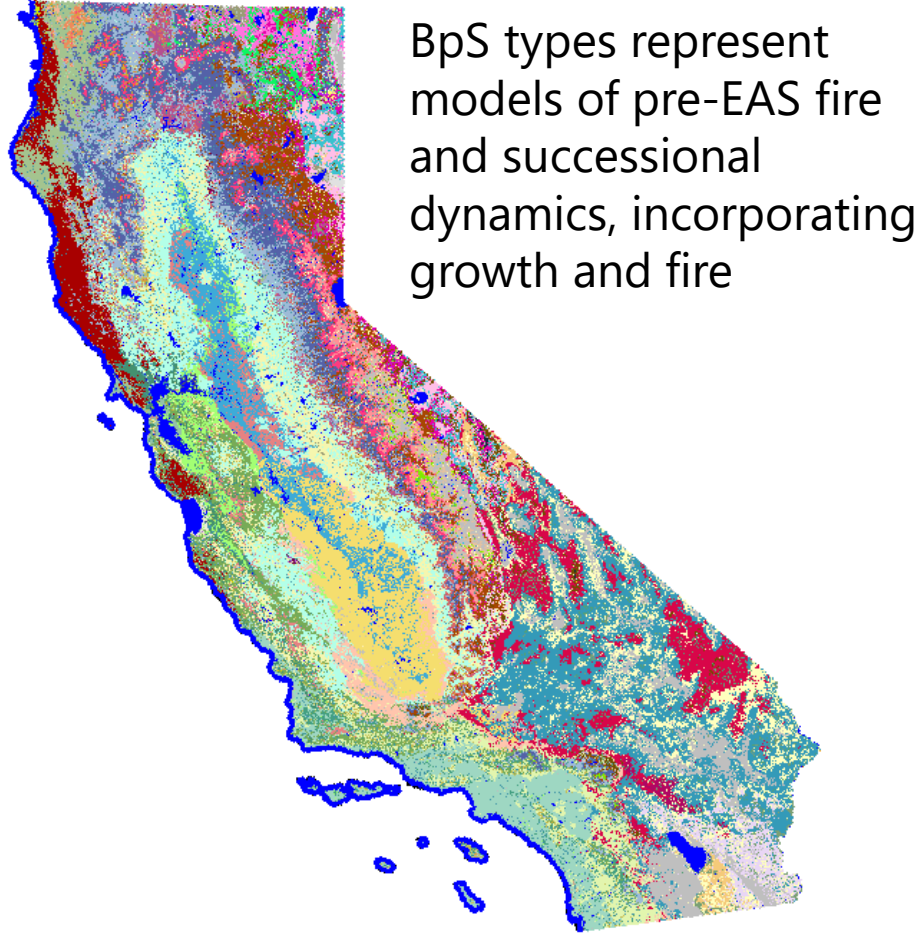 BpS types represent
models of pre-EAS fire
and successional
dynamics, incorporating
growth and fire